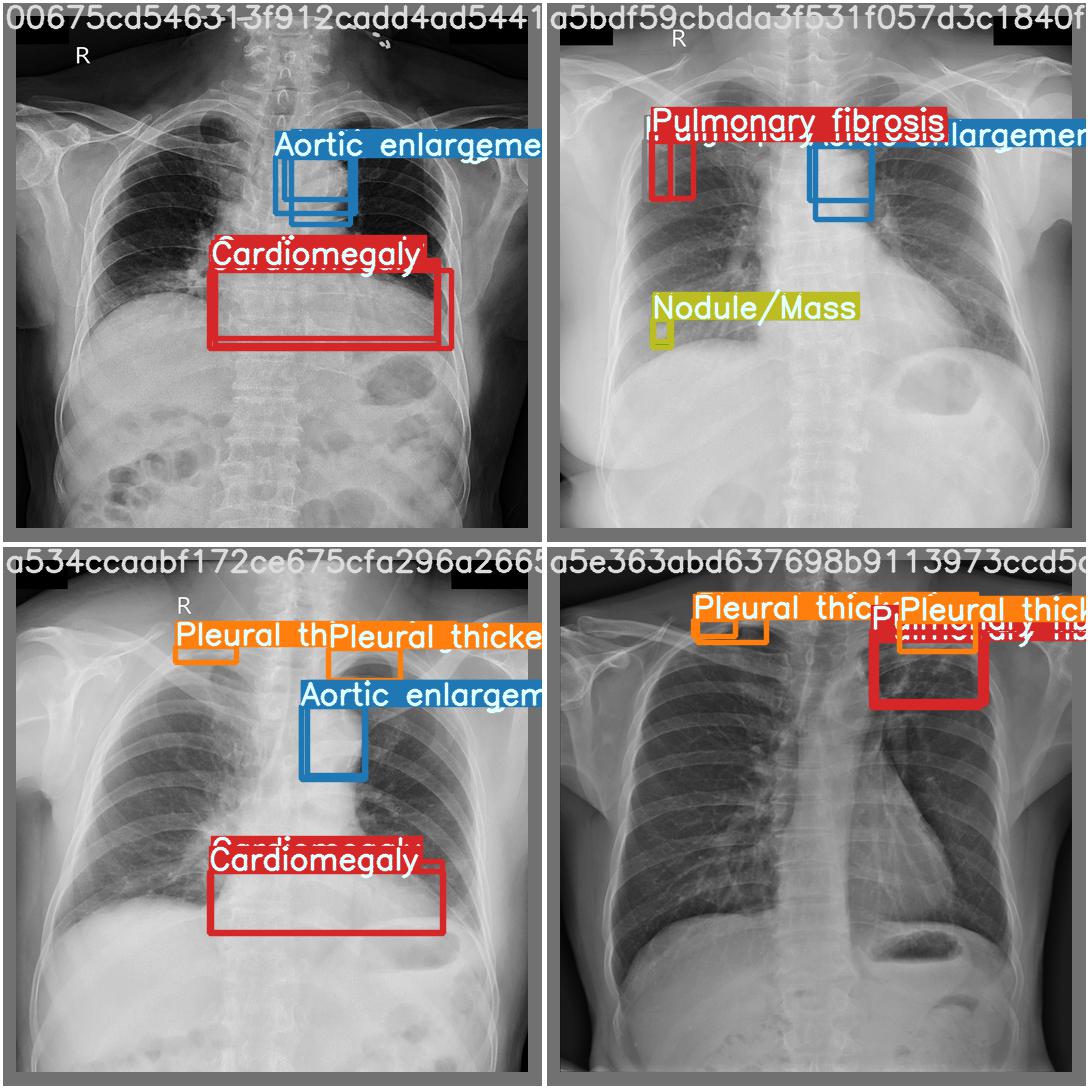 00675cd546313f912cadd4ad5441
R
Aortic enlargeme
Cardiomegaly
a5bdf59cbdda3f531f057d3c1840f
R
Pulmonary fibrosis
largemen
Nodule/Mass
a534ccaabf172ce675cfa296a2665
R
Pleural th
Pleural thicke
Aortic enlargem
Cardiomegaly
a5e363abd637698b9113973ccd5c
Pleural thick
Pleural thick